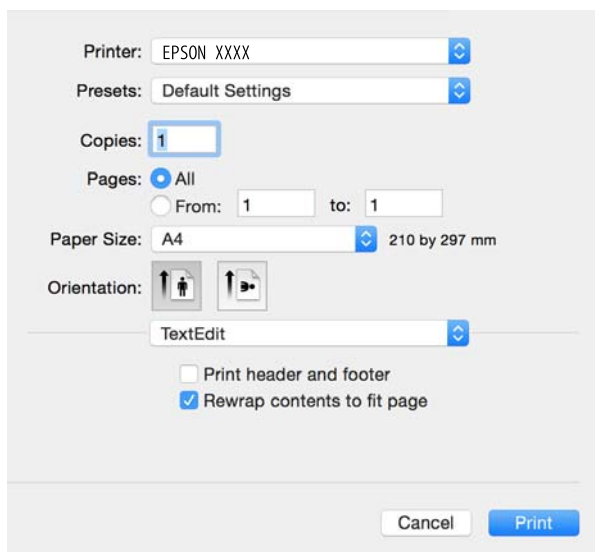 Printer: EPSON XXXX
Presets: Default Settings
Copies: 1
Pages: All
From: 1 to: 1
Paper Size: A4 210 by 297 mm
Orientation:
TextEdit
Print header and footer
Rewrap contents to fit page
Cancel Print